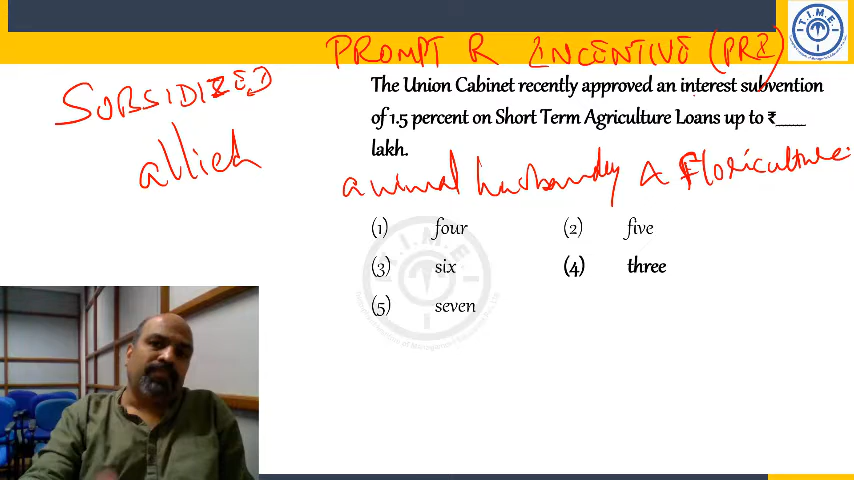 T.I.M.E.
PROMPT R INCENTIVE (PRI)
SUBSIDIZED
allied
The Union Cabinet recently approved an interest subvention
of 1.5 percent on Short Term Agriculture Loans up to ₹____
lakh.
animal husbandry & Floriculture
(1) four (2) five
(3) six (4) three
(5) seven
T.I.M.E.